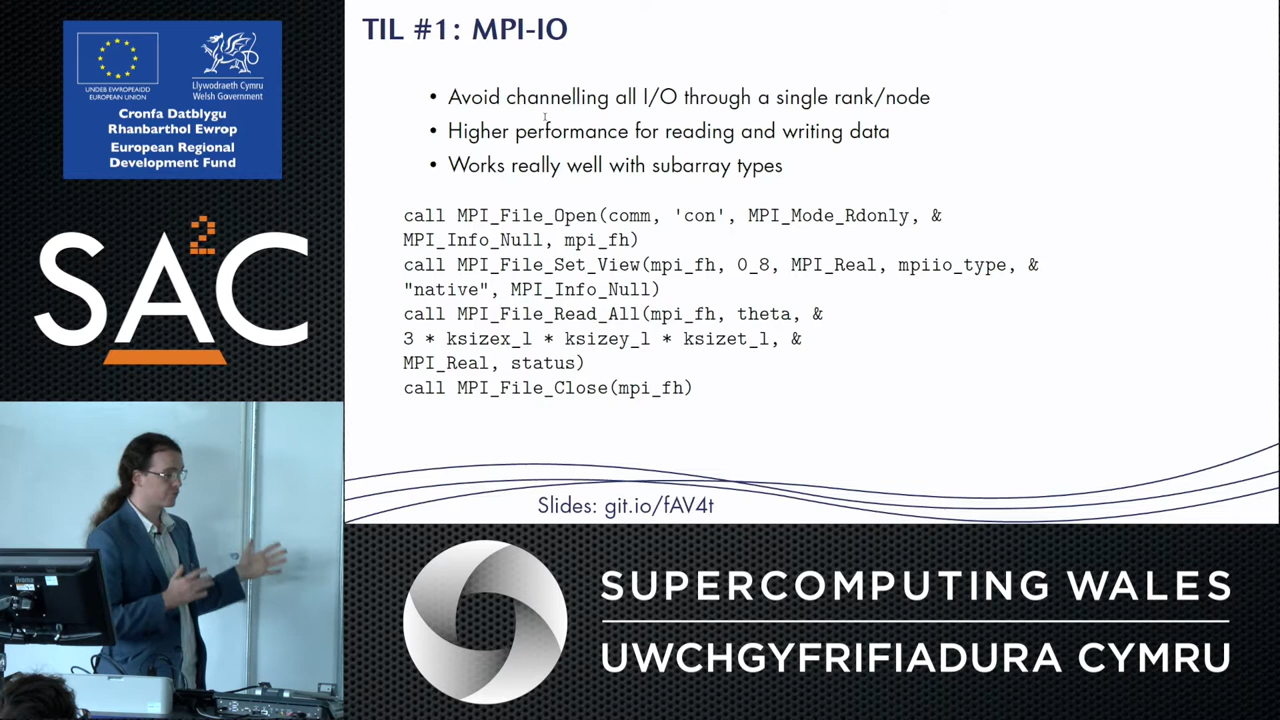 UNDEB EWROPEAIDD
EUROPEAN UNION
Llywodraeth Cymru
Welsh Government
Cronfa Datblygu
Rhanbarthol Ewrop
European Regional
Development Fund
SA2C
TIL #1: MPI-IO
• Avoid channelling all I/O through a single rank/node
• Higher performance for reading and writing data
• Works really well with subarray types
call MPI_File_Open(comm, 'con', MPI_Mode_Rdonly, &
MPI_Info_Null, mpi_fh)
call MPI_File_Set_View(mpi_fh, 0_8, MPI_Real, mpiio_type, &
"native", MPI_Info_Null)
call MPI_File_Read_All(mpi_fh, theta, &
3 * ksizex_l * ksizey_l * ksizet_l, &
MPI_Real, status)
call MPI_File_Close(mpi_fh)
Slides: git.io/fAV4t
iiyama
SUPERCOMPUTING WALES
UWCHGYFRIFIADURA CYMRU